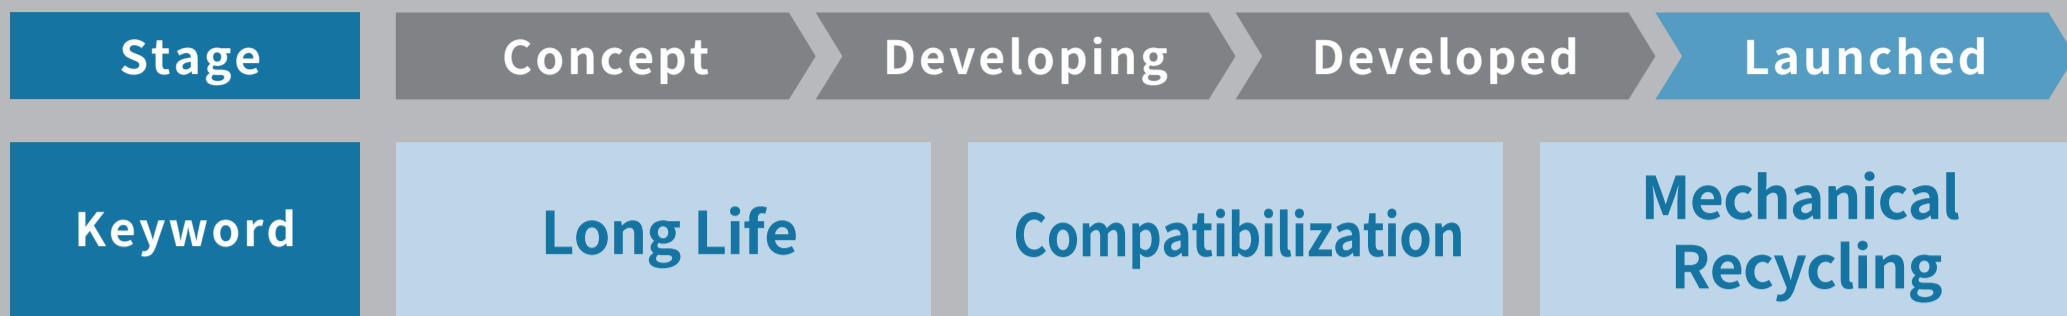 Stage Concept Developing Developed Launched
Keyword Long Life Compatibilization Mechanical
Recycling